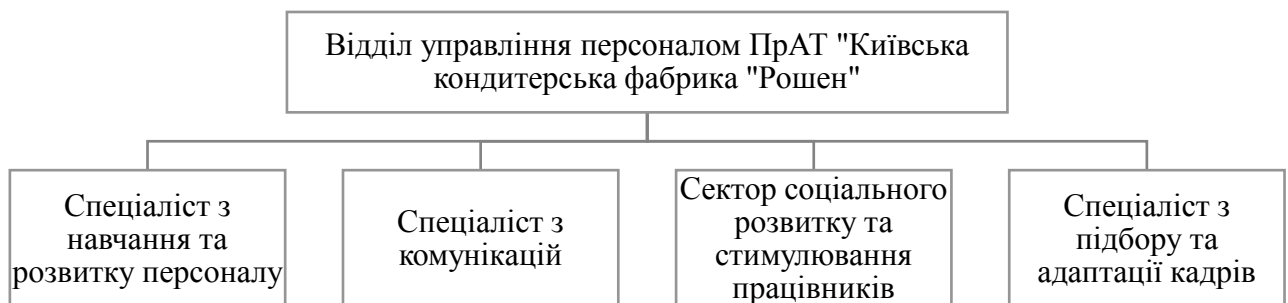 Відділ управління персоналом ПрАТ "Київська
кондитерська фабрика "Рошен"
Спеціаліст з
навчання та
розвитку персоналу
Спеціаліст з
комунікацій
Сектор соціального
розвитку та
стимулювання
працівників
Спеціаліст з
підбору та
адаптації кадрів